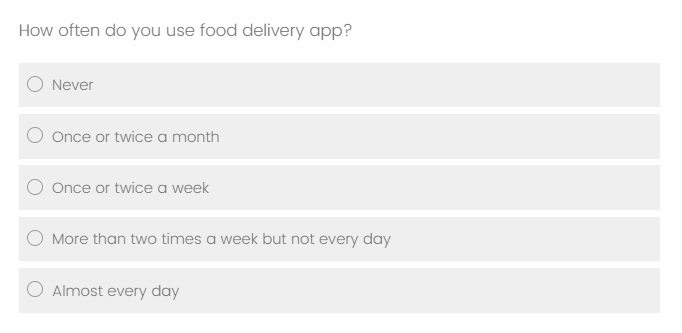 How often do you use food delivery app?
Never
Once or twice a month
Once or twice a week
More than two times a week but not every day
Almost every day